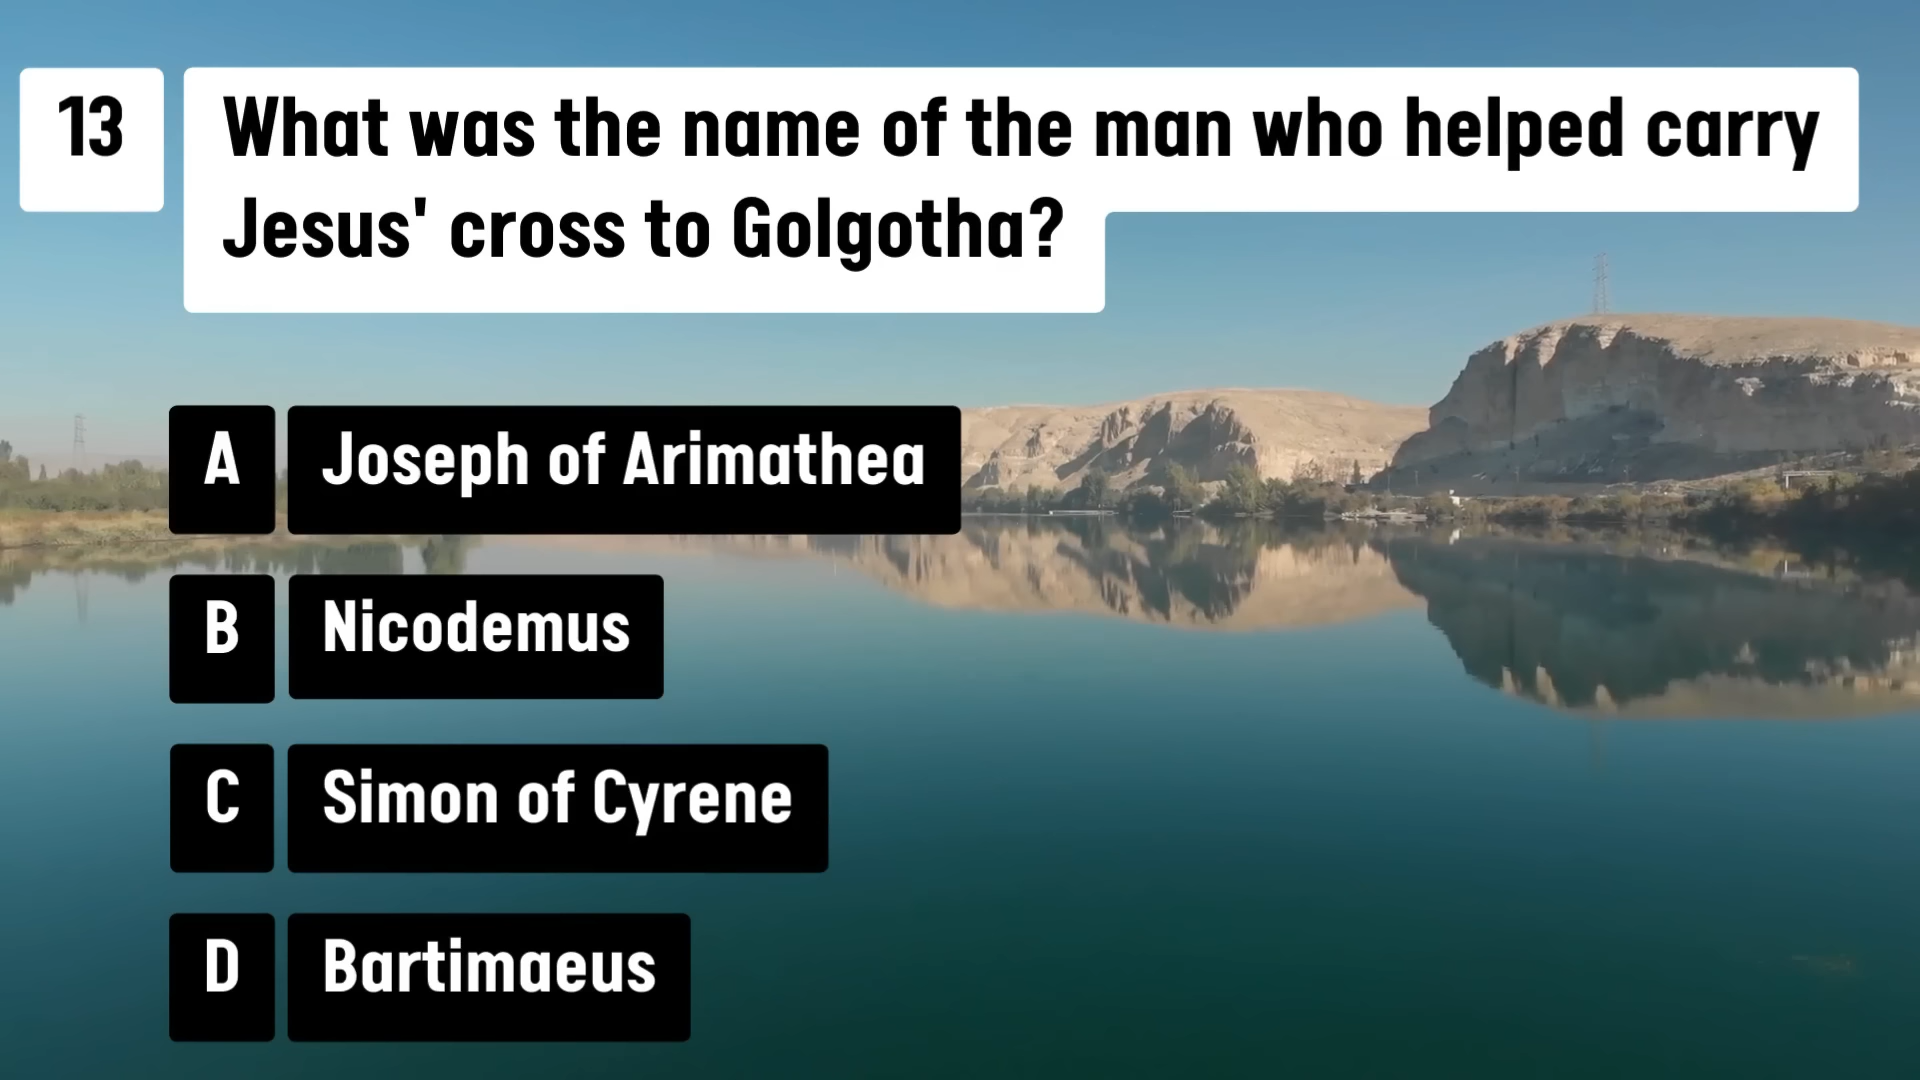 13 What was the name of the man who helped carry
Jesus' cross to Golgotha?
A Joseph of Arimathea
B Nicodemus
C Simon of Cyrene
D Bartimaeus